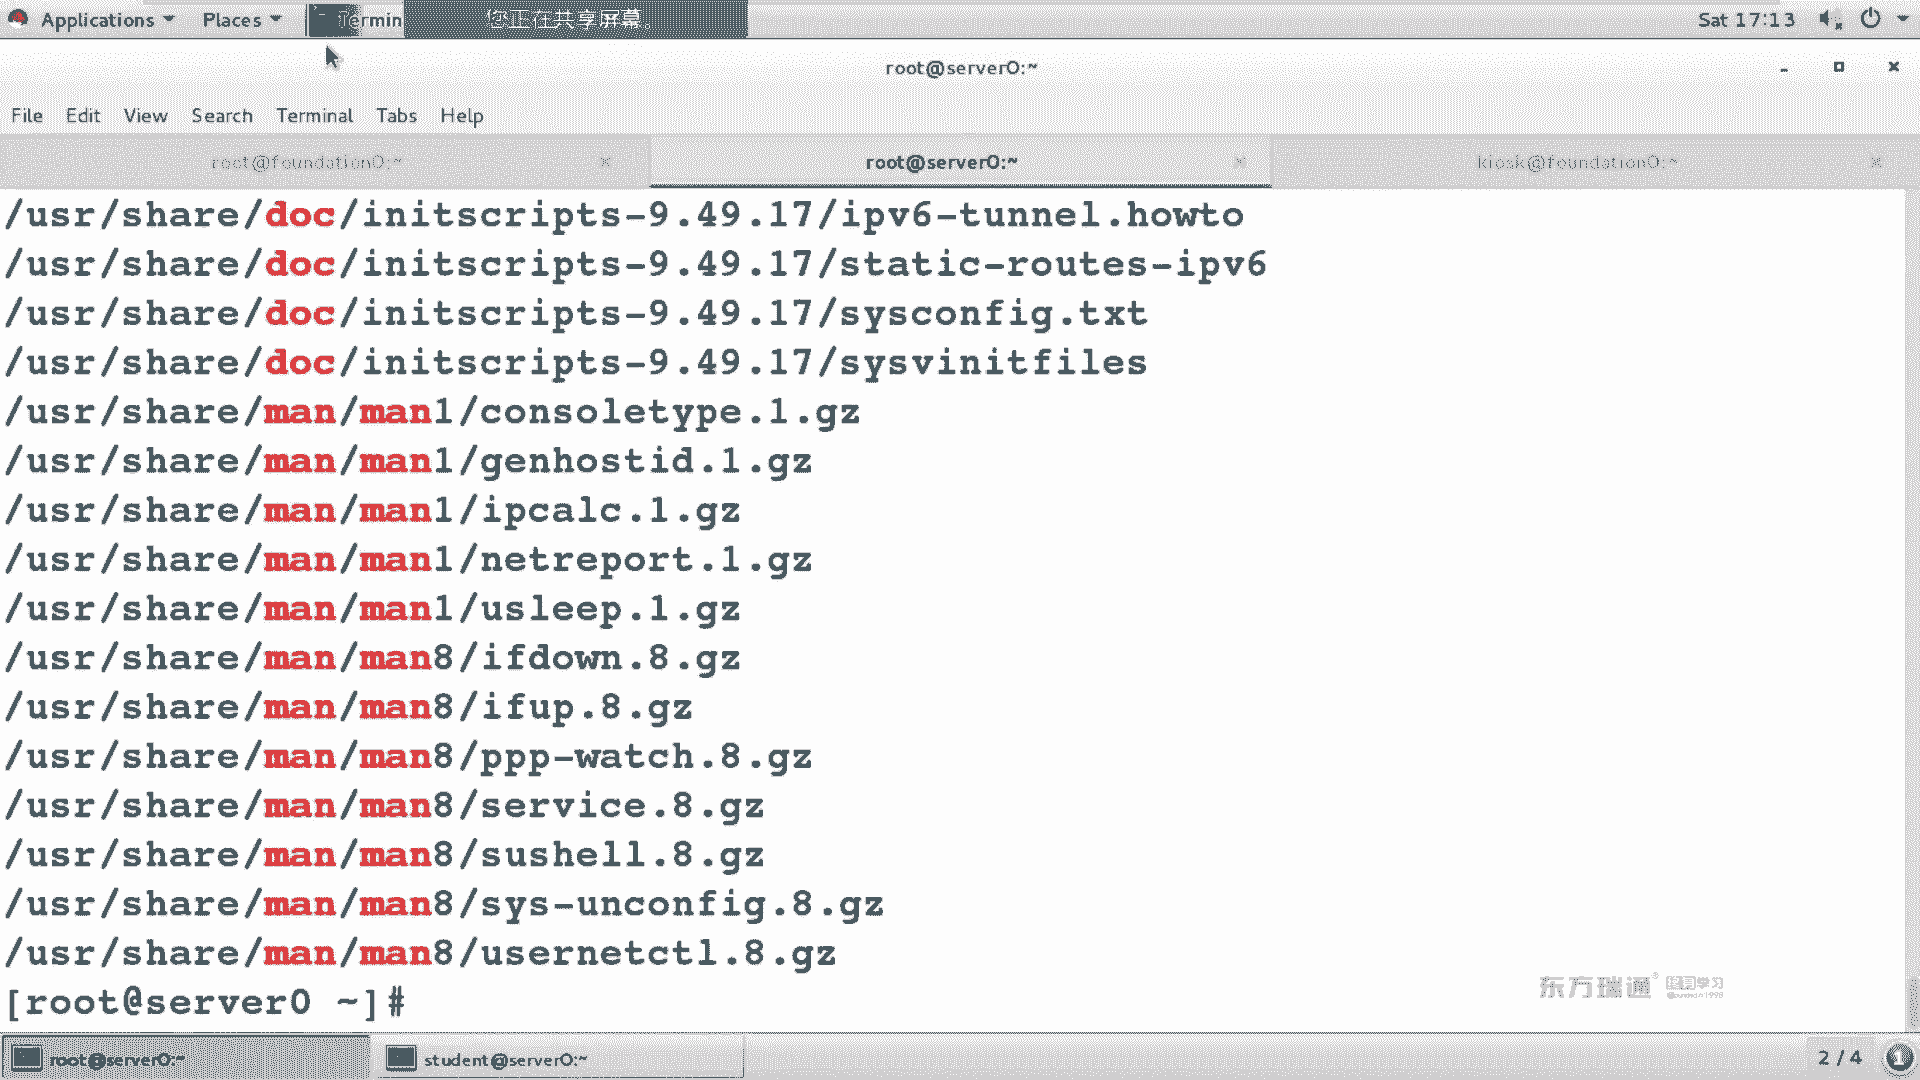 Applications Places Termin 您正在共享屏幕。 Sat 17:13
root@server0:~
File Edit View Search Terminal Tabs Help
root@foundation0:~ root@server0:~ kiosk@foundation0:~
/usr/share/doc/initscripts-9.49.17/ipv6-tunnel.howto
/usr/share/doc/initscripts-9.49.17/static-routes-ipv6
/usr/share/doc/initscripts-9.49.17/sysconfig.txt
/usr/share/doc/initscripts-9.49.17/sysvinitfiles
/usr/share/man/man1/consoletype.1.gz
/usr/share/man/man1/genhostid.1.gz
/usr/share/man/man1/ipcalc.1.gz
/usr/share/man/man1/netreport.1.gz
/usr/share/man/man1/usleep.1.gz
/usr/share/man/man8/ifdown.8.gz
/usr/share/man/man8/ifup.8.gz
/usr/share/man/man8/ppp-watch.8.gz
/usr/share/man/man8/service.8.gz
/usr/share/man/man8/sushell.8.gz
/usr/share/man/man8/sys-unconfig.8.gz
/usr/share/man/man8/usernetctl.8.gz
[root@server0 ~]#
东方瑞通® 终身学习
root@server0:~ student@server0:~ 2 / 4 1